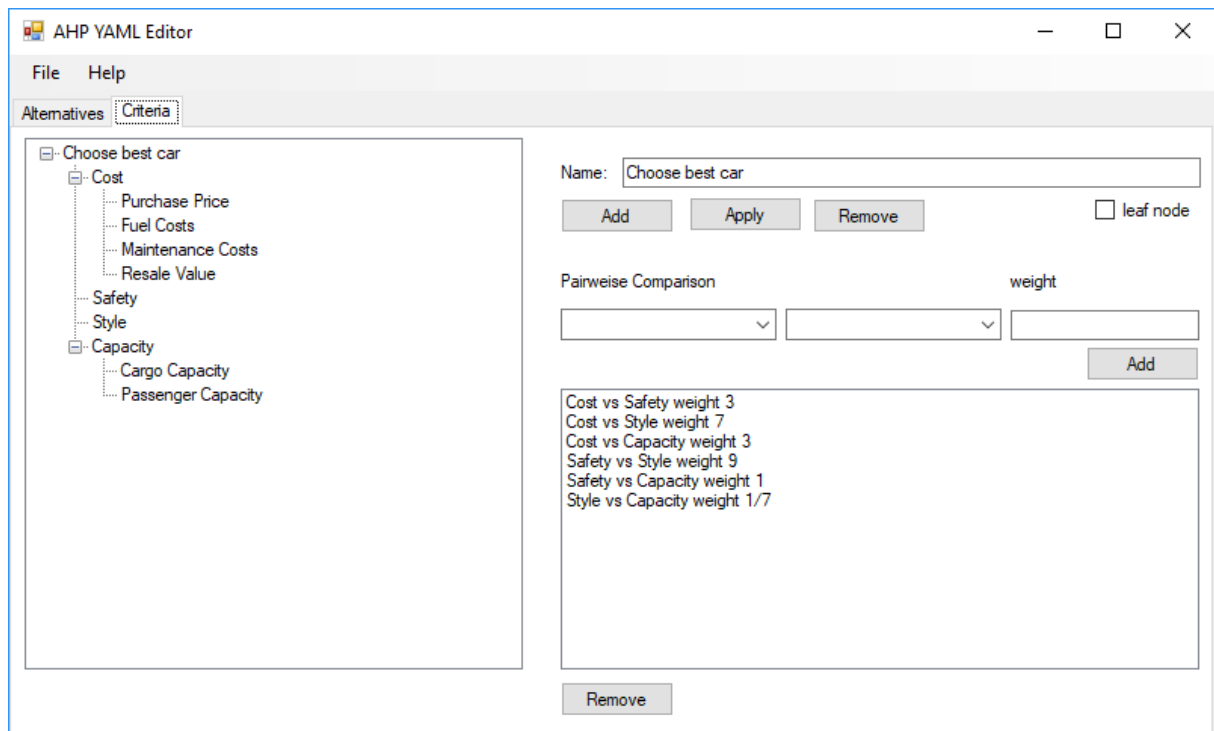 AHP YAML Editor
File Help
Alternatives Criteria
Choose best car
Cost
Purchase Price
Fuel Costs
Maintenance Costs
Resale Value
Safety
Style
Capacity
Cargo Capacity
Passenger Capacity
Name: Choose best car
Add Apply Remove leaf node
Pairwise Comparison weight
Add
Cost vs Safety weight 3
Cost vs Style weight 7
Cost vs Capacity weight 3
Safety vs Style weight 9
Safety vs Capacity weight 1
Style vs Capacity weight 1/7
Remove